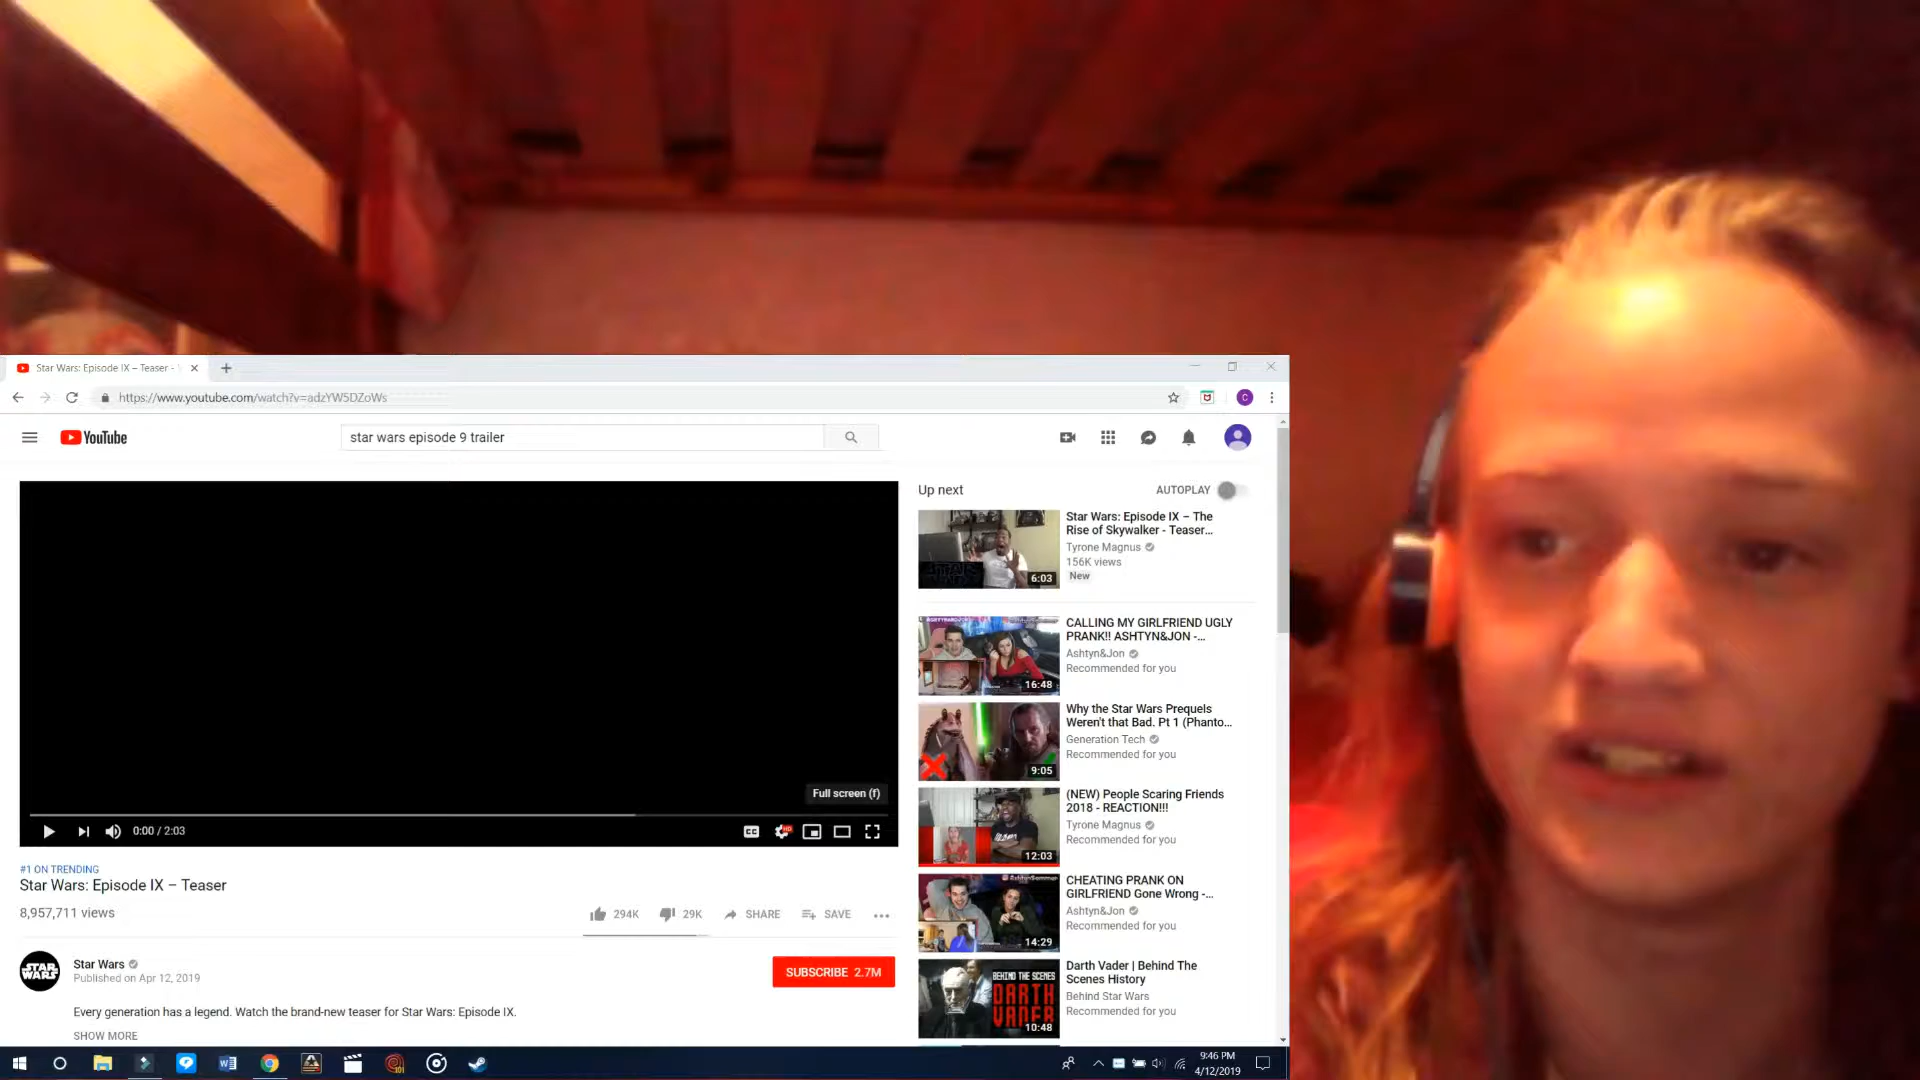 Star Wars: Episode IX – Teaser -
https://www.youtube.com/watch?v=adzYW5DZoWs
C
YouTube
star wars episode 9 trailer
Up next
AUTOPLAY
Star Wars: Episode IX – The
Rise of Skywalker - Teaser...
Tyrone Magnus
156K views
New
6:03
CALLING MY GIRLFRIEND UGLY
PRANK!! ASHTYN&JON -...
Ashtyn&Jon
Recommended for you
16:48
Why the Star Wars Prequels
Weren't that Bad. Pt 1 (Phanto...
Generation Tech
Recommended for you
9:05
(NEW) People Scaring Friends
2018 - REACTION!!!
Tyrone Magnus
Recommended for you
12:03
CHEATING PRANK ON
GIRLFRIEND Gone Wrong -...
Ashtyn&Jon
Recommended for you
14:29
Darth Vader | Behind The
Scenes History
Behind Star Wars
Recommended for you
BEHIND THE SCENES
DARTH
VADER
10:48
Full screen (f)
0:00 / 2:03
CC
HD
#1 ON TRENDING
Star Wars: Episode IX – Teaser
8,957,711 views
294K
29K
SHARE
SAVE
STAR
WARS
Star Wars
Published on Apr 12, 2019
SUBSCRIBE 2.7M
Every generation has a legend. Watch the brand-new teaser for Star Wars: Episode IX.
SHOW MORE
9:46 PM
4/12/2019